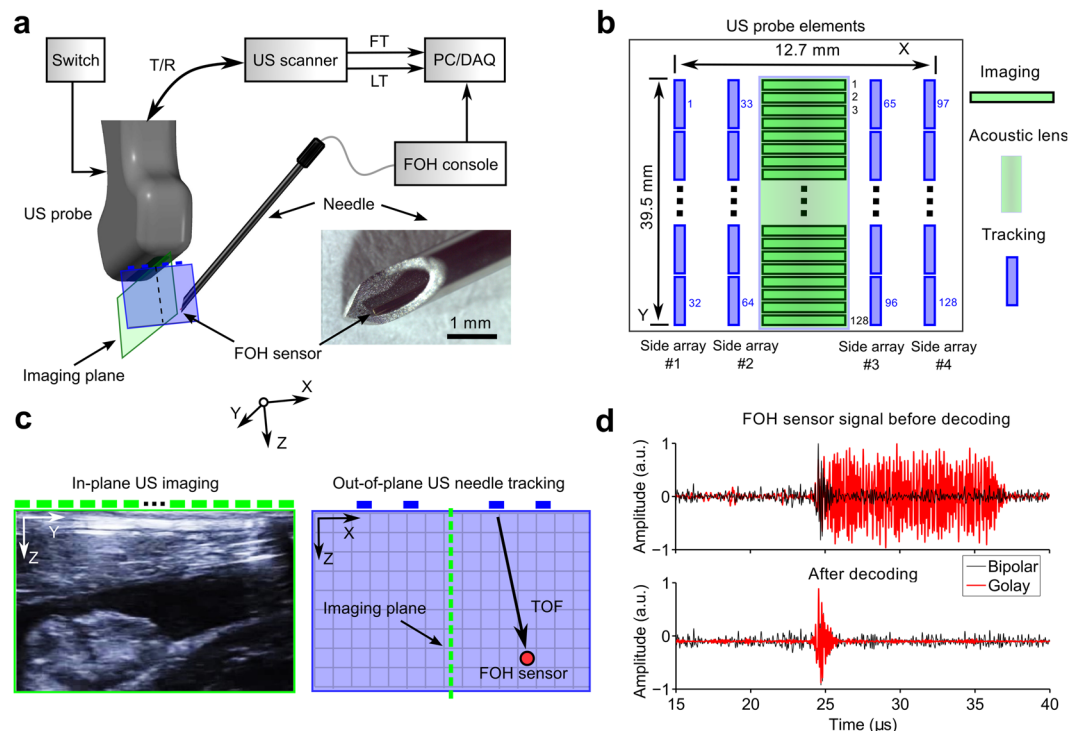 a
Switch
T/R
US scanner
FT
LT
PC/DAQ
FOH console
US probe
Needle
1 mm
FOH sensor
Imaging plane
X
Y
Z
b
US probe elements
12.7 mm
X
39.5 mm
Y
1
2
3
128
1
33
65
97
32
64
96
128
Side array
#1
Side array
#2
Side array
#3
Side array
#4
Imaging
Acoustic lens
Tracking
c
In-plane US imaging
Y
Z
Out-of-plane US needle tracking
X
Z
Imaging plane
TOF
FOH sensor
d
FOH sensor signal before decoding
Amplitude (a.u.)
1
0
−1
Bipolar
Golay
After decoding
Amplitude (a.u.)
1
0
−1
15
20
25
30
35
40
Time (μs)